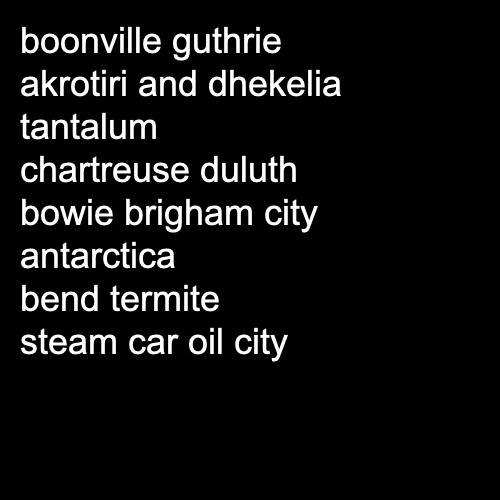 boonville guthrie
akrotiri and dhekelia
tantalum
chartreuse duluth
bowie brigham city
antarctica
bend termite
steam car oil city